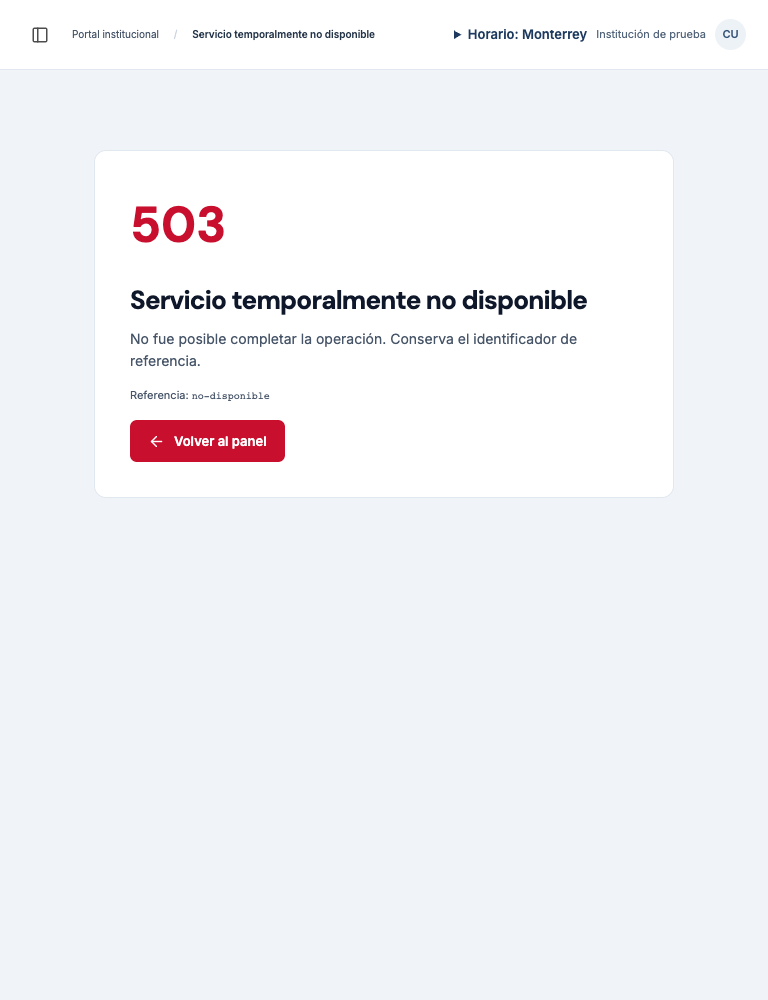 Portal institucional / Servicio temporalmente no disponible
Horario: Monterrey Institución de prueba CU
503
Servicio temporalmente no disponible
No fue posible completar la operación. Conserva el identificador de
referencia.
Referencia: no-disponible
Volver al panel